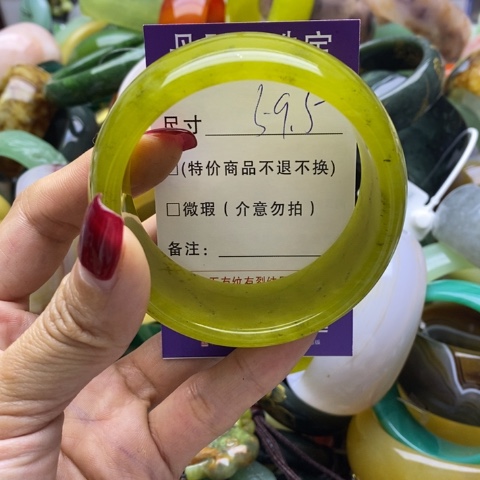 尺寸 59.5
□(特价商品不退不换)
□微瑕(介意勿拍)
备注: